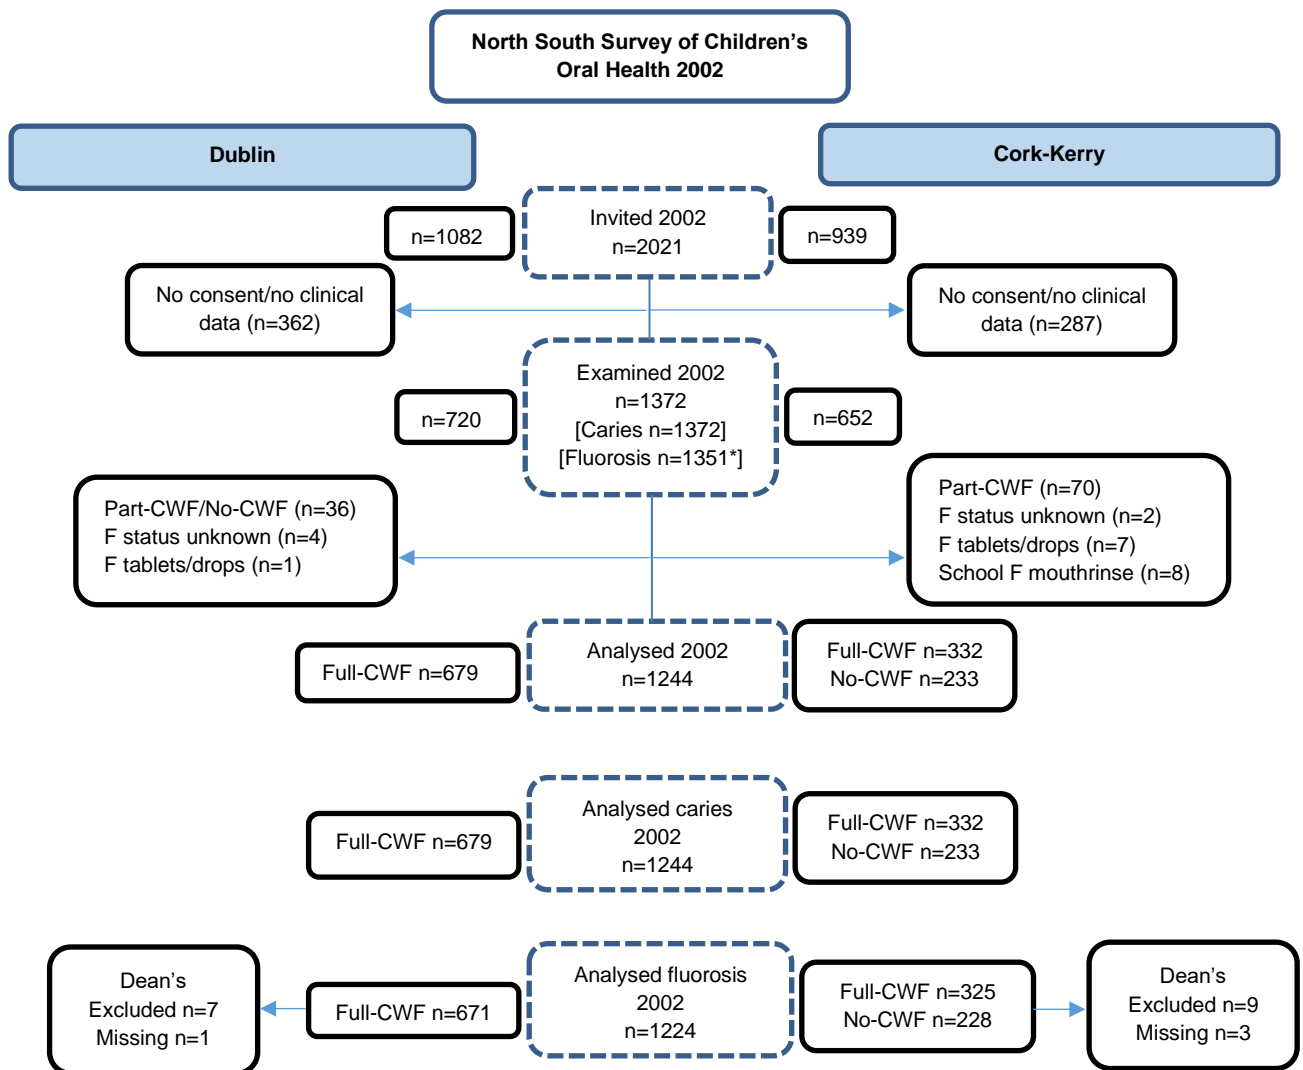 North South Survey of Children’s
Oral Health 2002
Dublin
Cork-Kerry
n=1082
Invited 2002
n=2021
n=939
No consent/no clinical
data (n=362)
No consent/no clinical
data (n=287)
n=720
Examined 2002
n=1372
[Caries n=1372]
[Fluorosis n=1351*]
n=652
Part-CWF/No-CWF (n=36)
F status unknown (n=4)
F tablets/drops (n=1)
Part-CWF (n=70)
F status unknown (n=2)
F tablets/drops (n=7)
School F mouthrinse (n=8)
Full-CWF n=679
Analysed 2002
n=1244
Full-CWF n=332
No-CWF n=233
Full-CWF n=679
Analysed caries
2002
n=1244
Full-CWF n=332
No-CWF n=233
Dean’s
Excluded n=7
Missing n=1
Full-CWF n=671
Analysed fluorosis
2002
n=1224
Full-CWF n=325
No-CWF n=228
Dean’s
Excluded n=9
Missing n=3